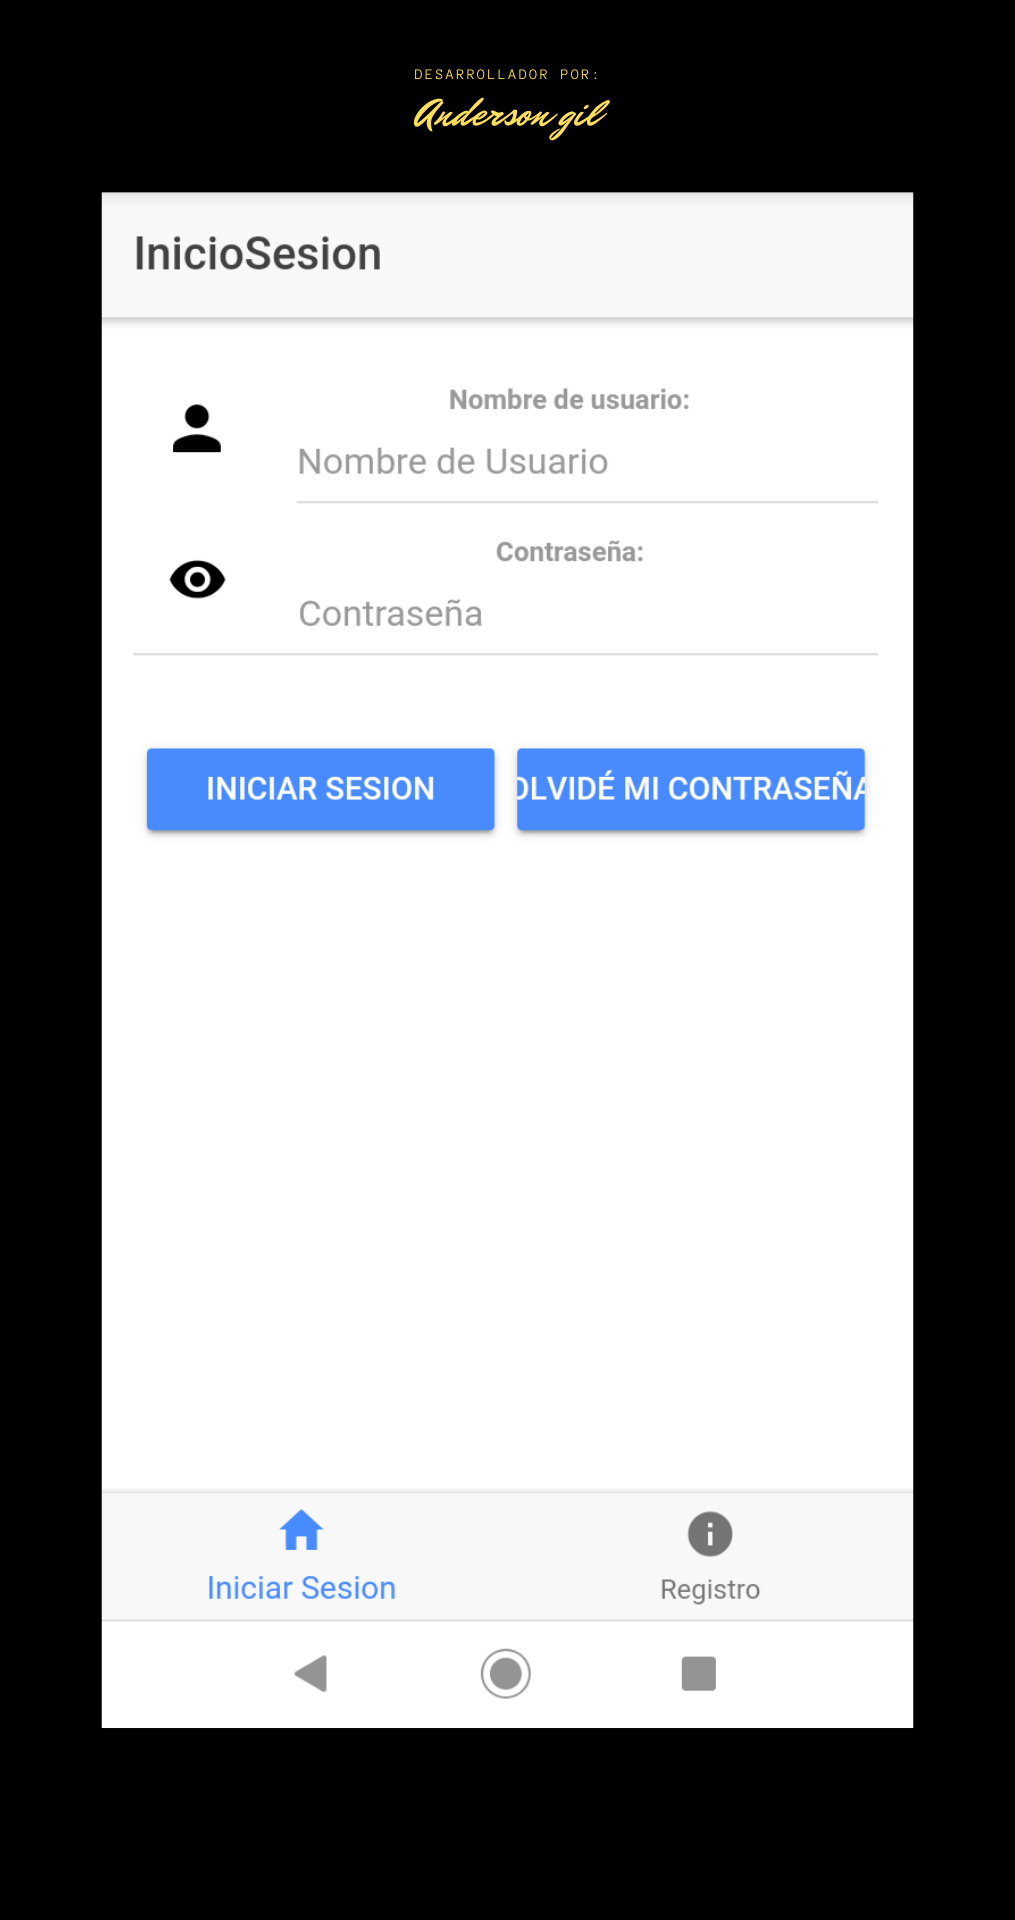 DESARROLLADOR POR:
Anderson gil
InicioSesion
Nombre de usuario:
Nombre de Usuario
Contraseña:
Contraseña
INICIAR SESION
OLVIDÉ MI CONTRASEÑA
Iniciar Sesion
Registro